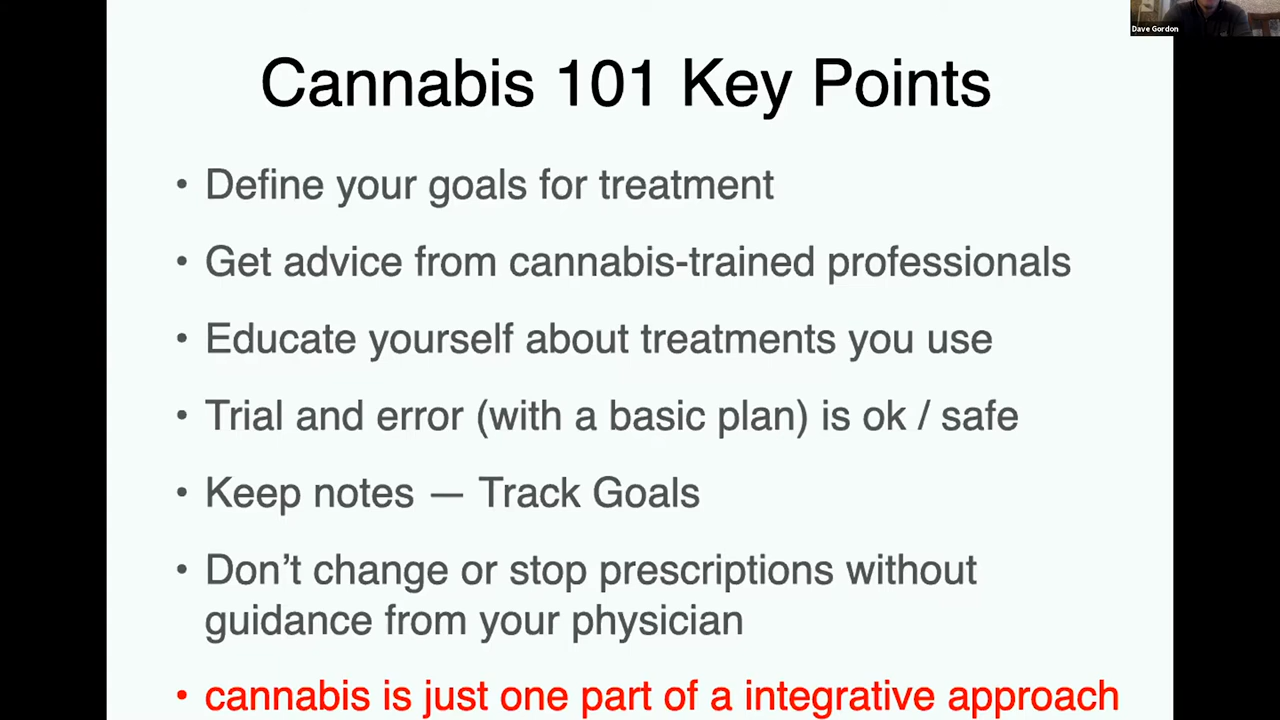 Dave Gordon
Cannabis 101 Key Points
• Define your goals for treatment
• Get advice from cannabis-trained professionals
• Educate yourself about treatments you use
• Trial and error (with a basic plan) is ok / safe
• Keep notes — Track Goals
• Don’t change or stop prescriptions without
guidance from your physician
• cannabis is just one part of a integrative approach